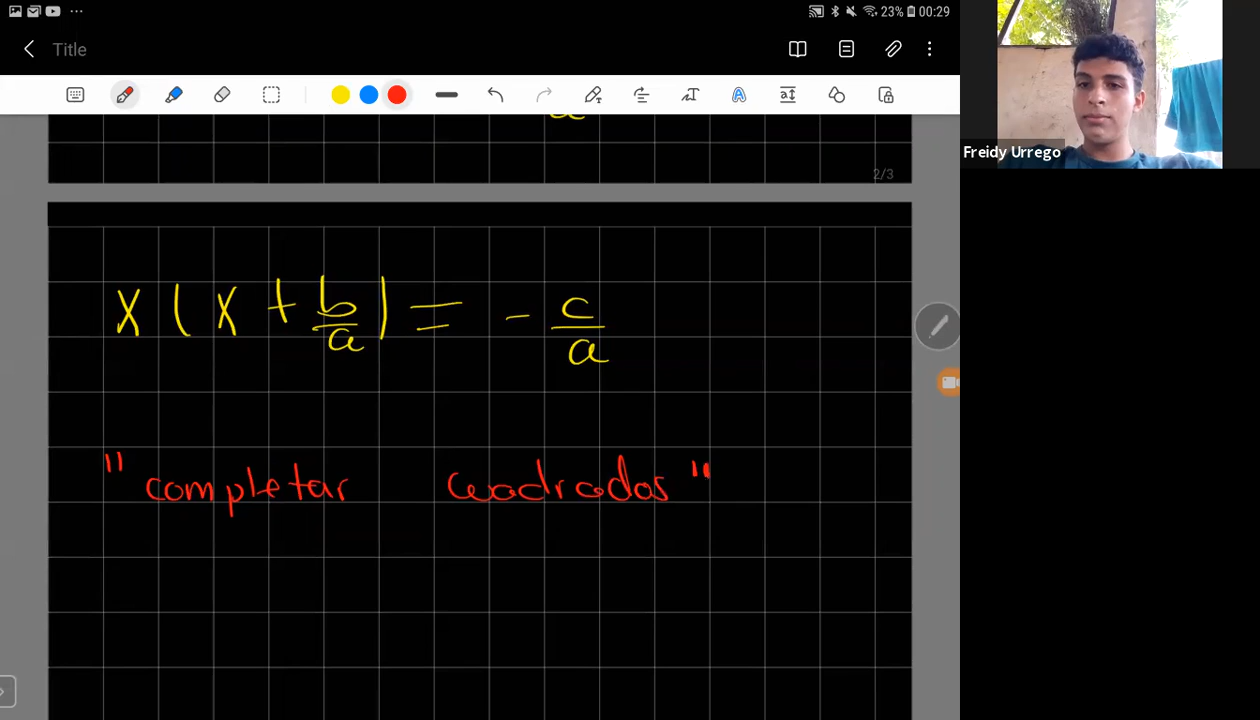 23% 00:29
Title
Freidy Urrego
a
2/3
x(x + b/a) = - c/a
"completar cuadrados"